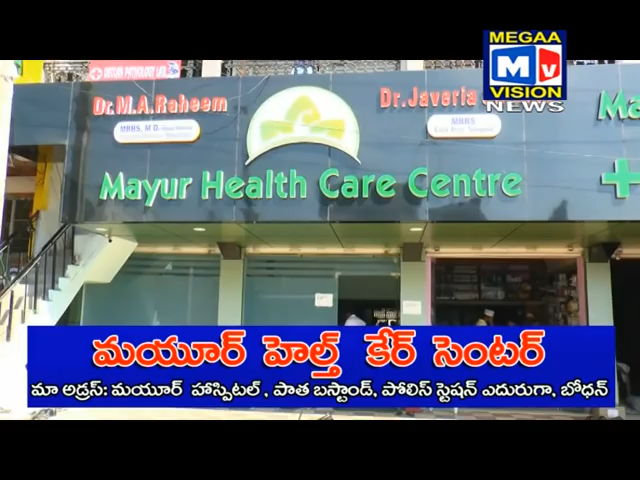 MEGAA
MV
VISION
NEWS
Dr.M.A.Raheem
MBBS, M.D.
Dr.Javeria
MBBS
Mayur Health Care Centre
Ma
మయూర్ హెల్త్ కేర్ సెంటర్
మా అడ్రస్: మయూర్ హాస్పిటల్, పాత బస్టాండ్, పోలీస్ స్టేషన్ ఎదురుగా, బోధన్